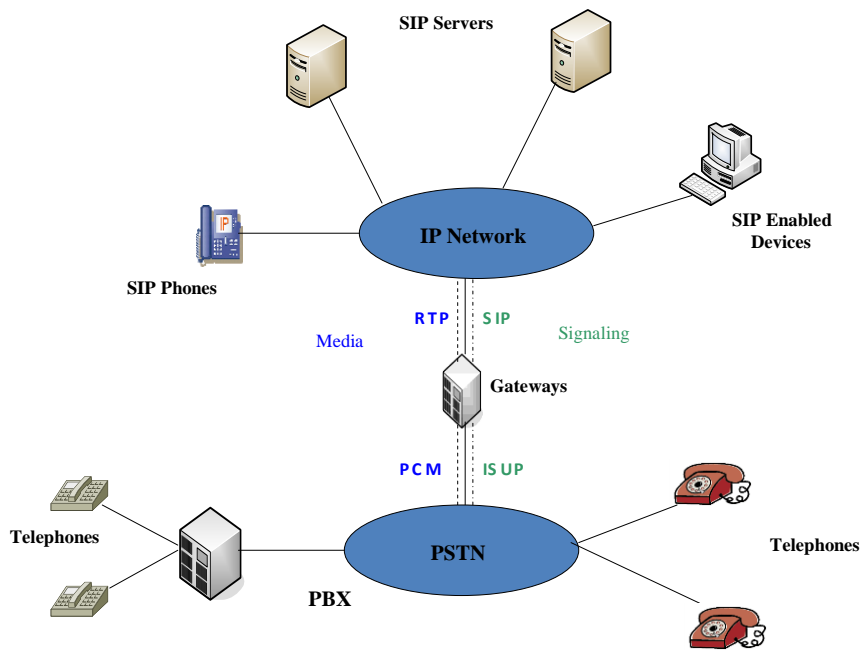 SIP Servers
IP
IP Network
SIP Enabled
Devices
SIP Phones
RTP
SIP
Media
Signaling
Gateways
PCM
ISUP
Telephones
PSTN
Telephones
PBX